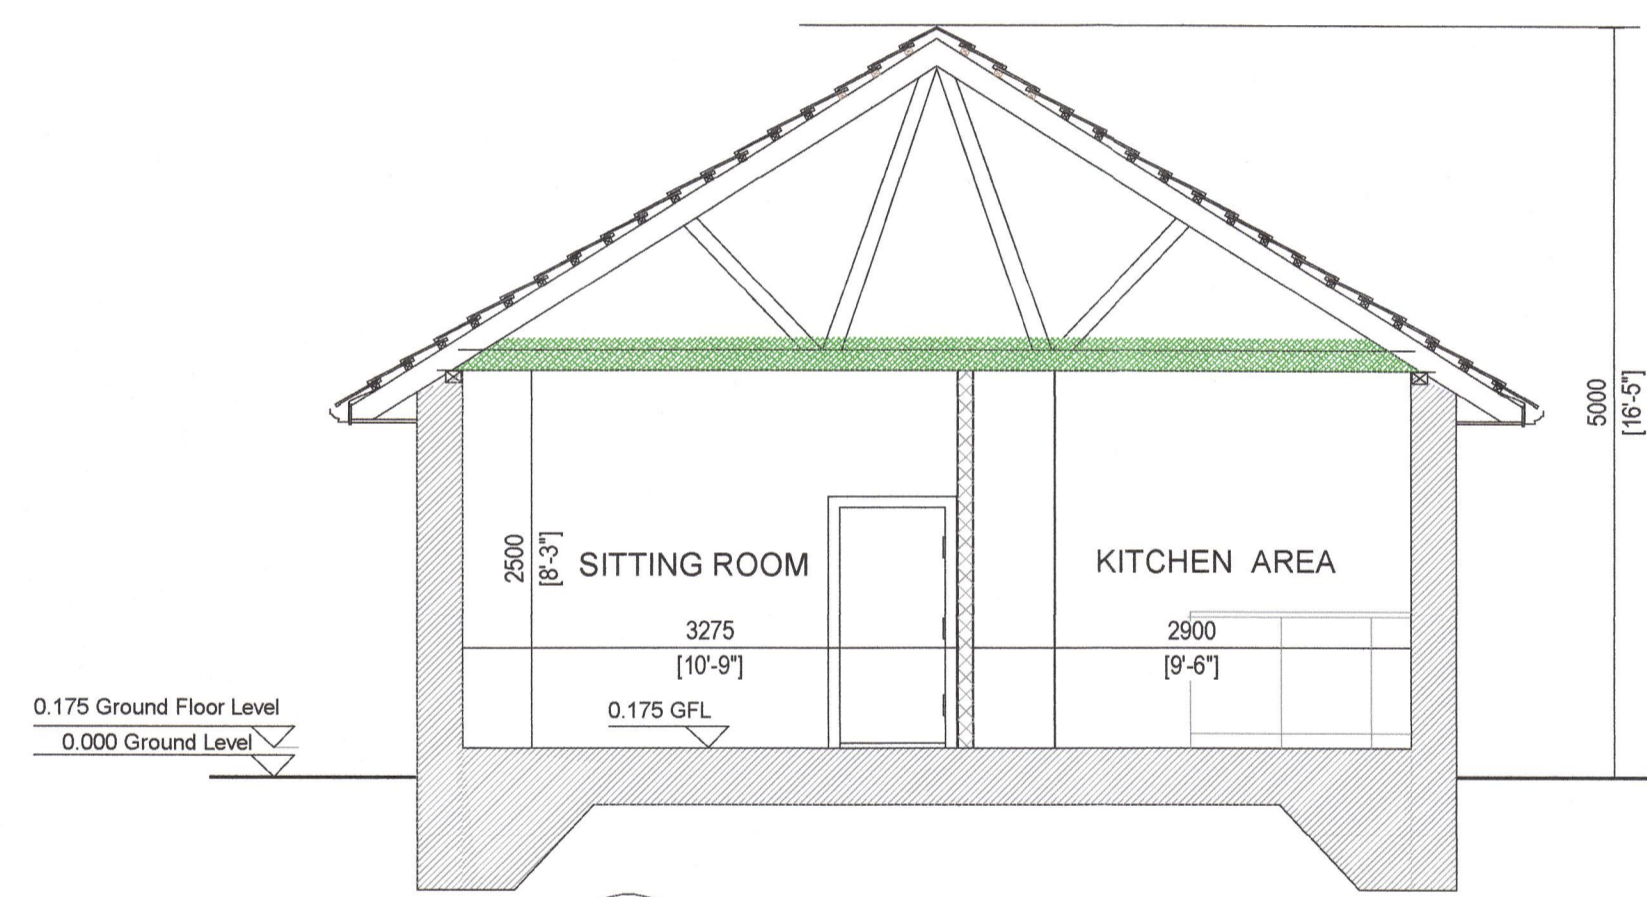 5000
[16'-5"]
2500
[8'-3"]
SITTING ROOM
KITCHEN AREA
3275
[10'-9"]
2900
[9'-6"]
0.175 Ground Floor Level
0.175 GFL
0.000 Ground Level